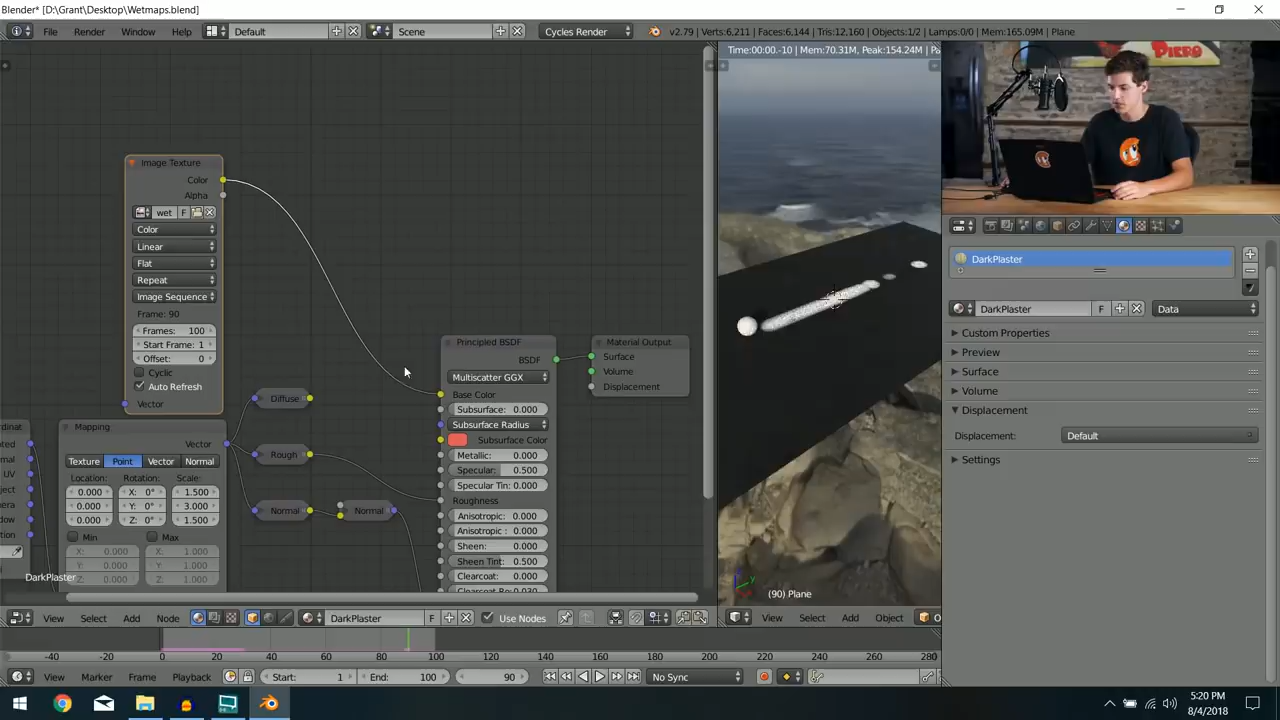 Blender* [D:\Grant\Desktop\Wetmaps.blend]
File Render Window Help Default Scene Cycles Render v2.79 | Verts:6,211 | Faces:6,144 | Tris:12,160 | Objects:1/2 | Lamps:0/0 | Mem:165.09M | Plane
Time:00:00.-10 | Mem:70.31M, Peak:154.24M | Pa
Image Texture
Color
Alpha
wet F
Color
Linear
Flat
Repeat
Image Sequence
Frame: 90
Frames: 100
Start Frame: 1
Offset: 0
Cyclic
Auto Refresh
Vector
Mapping
Vector
Texture Point Vector Normal
Location: Rotation: Scale:
0.000 X: 0° 1.500
0.000 Y: 0° 3.000
0.000 Z: 0° 1.500
Min Max
X: 0.000 X: 1.000
Y: 0.000 Y: 1.000
Z: 0.000 Z: 1.000
UV
DarkPlaster
Diffuse
Rough
Normal
Normal
Principled BSDF
BSDF
Multiscatter GGX
Base Color
Subsurface: 0.000
Subsurface Radius
Subsurface Color
Metallic: 0.000
Specular: 0.500
Specular Tin: 0.000
Roughness
Anisotropic: 0.000
Anisotropic 0.000
Sheen: 0.000
Sheen Tint: 0.500
Clearcoat: 0.000
Material Output
Surface
Volume
Displacement
(90) Plane
DarkPlaster
DarkPlaster F Data
Custom Properties
Preview
Surface
Volume
Displacement
Displacement: Default
Settings
View Select Add Node DarkPlaster F Use Nodes
View Select Add Object
-40 -20 0 20 40 60 80 100 120 140 160 180 200 220 240 260 280
View Marker Frame Playback Start: 1 End: 100 90 No Sync
5:20 PM
8/4/2018